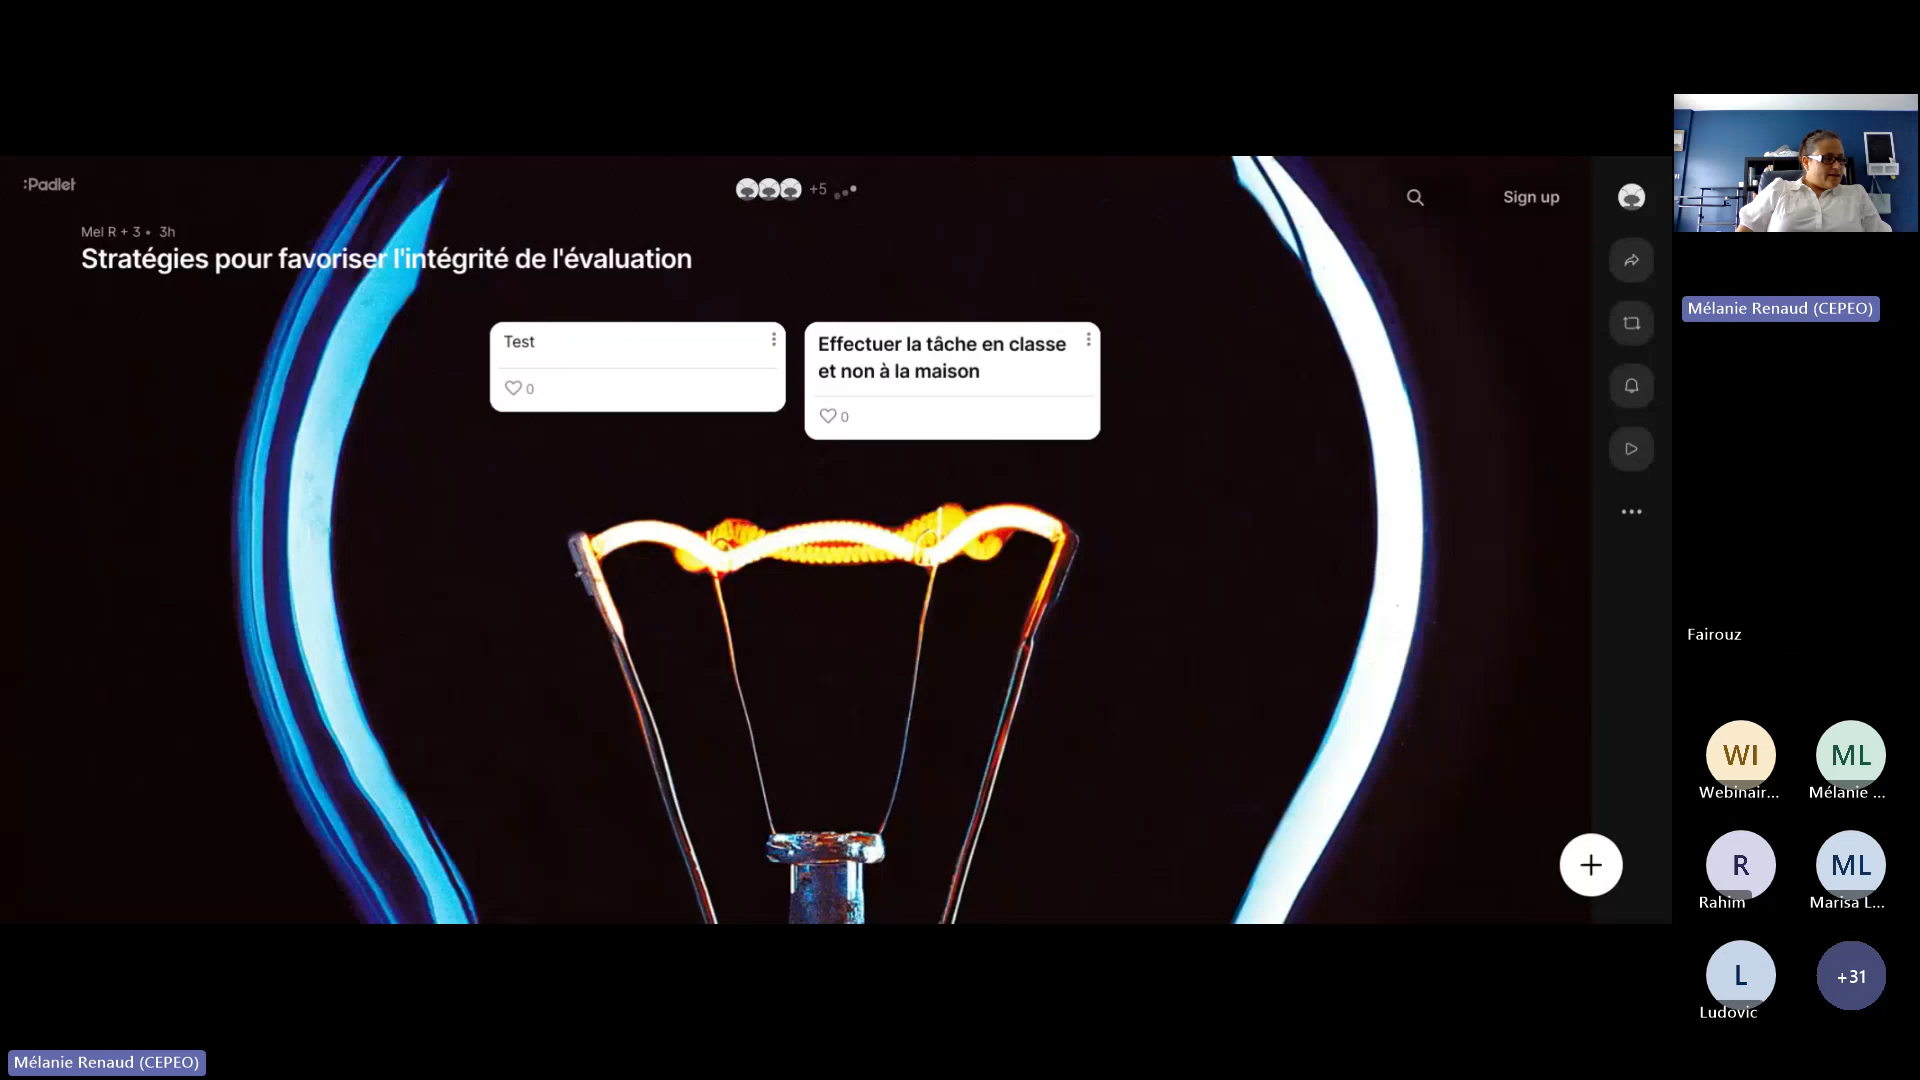 :Padlet
+5
Sign up
Mel R + 3 • 3h
Stratégies pour favoriser l'intégrité de l'évaluation
Test
0
Effectuer la tâche en classe
et non à la maison
0
Mélanie Renaud (CEPEO)
Fairouz
WI
Webinair...
ML
Mélanie ...
R
Rahim
ML
Marisa L...
L
Ludovic
+31
Mélanie Renaud (CEPEO)